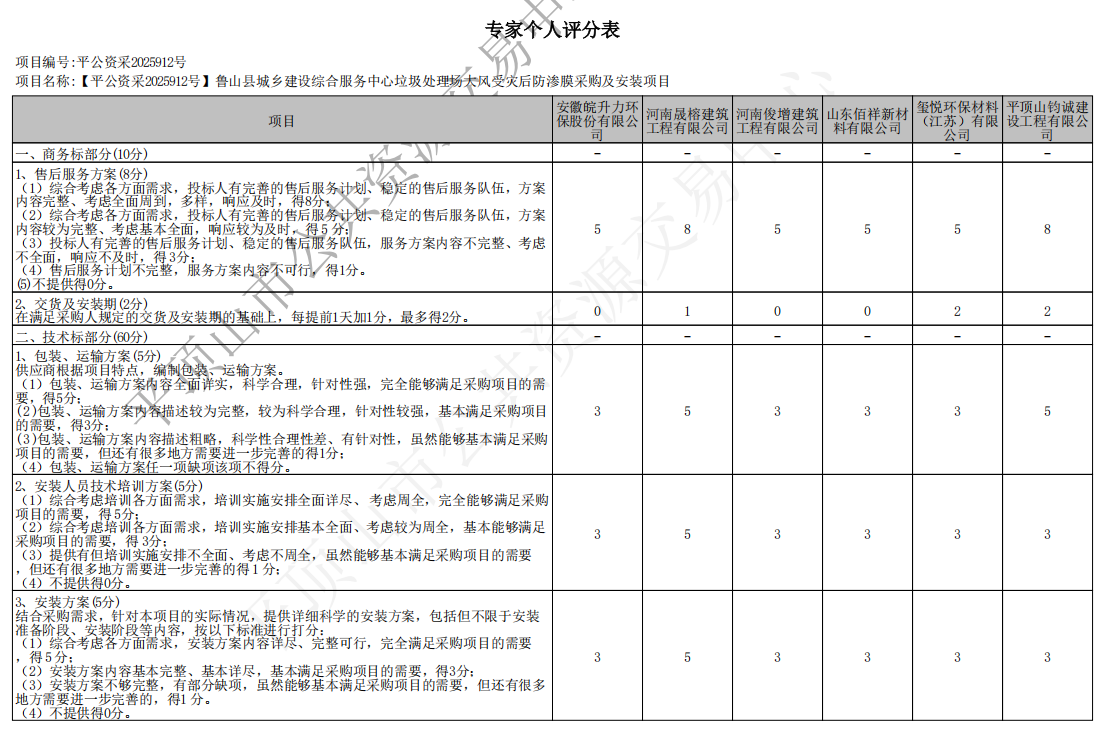 专家个人评分表
项目编号:平公资采2025912号
项目名称:【平公资采2025912号】鲁山县城乡建设综合服务中心垃圾处理场大风受灾后防渗膜采购及安装项目
项目
安徽皖升力环
保股份有限公
司
河南晟榕建筑
工程有限公司
河南俊增建筑
工程有限公司
山东佰祥新材
料有限公司
玺悦环保材料
（江苏）有限
公司
平顶山钧诚建
设工程有限公
司
一、商务标部分(10分) － － － － － －
1、售后服务方案(8分)
（1）综合考虑各方面需求，投标人有完善的售后服务计划、稳定的售后服务队伍，方案
内容完整、考虑全面周到，多样，响应及时，得8分；
（2）综合考虑各方面需求，投标人有完善的售后服务计划、稳定的售后服务队伍，方案
内容较为完整、考虑基本全面，响应较为及时，得 5 分；
（3）投标人有完善的售后服务计划、稳定的售后服务队伍，服务方案内容不完整、考虑
不全面，响应不及时，得 3分；
（4）售后服务计划不完整，服务方案内容不可行，得1分。
(5)不提供得0分。
5 8 5 5 5 8
2、交货及安装期(2分)
在满足采购人规定的交货及安装期的基础上，每提前1天加1分，最多得2分。
0 1 0 0 2 2
二、技术标部分(60分) － － － － － －
1、包装、运输方案(5分)
供应商根据项目特点，编制包装、运输方案。
（1）包装、运输方案内容全面详实，科学合理，针对性强，完全能够满足采购项目的需
要，得5分；
(2)包装、运输方案内容描述较为完整，较为科学合理，针对性较强，基本满足采购项目
的需要，得3分；
(3)包装、运输方案内容描述粗略，科学性合理性差、有针对性，虽然能够基本满足采购
项目的需要，但还有很多地方需要进一步完善的得1分；
（4）包装、运输方案任一项缺项该项不得分。
3 5 3 3 3 5
2、安装人员技术培训方案(5分)
（1）综合考虑培训各方面需求，培训实施安排全面详尽、 考虑周全，完全能够满足采购
项目的需要，得 5分；
（2）综合考虑培训各方面需求，培训实施安排基本全面、考虑较为周全，基本能够满足
采购项目的需要，得 3分；
（3）提供有但培训实施安排不全面、考虑不周全，虽然能够基本满足采购项目的需要
，但还有很多地方需要进一步完善的得 1 分；
（4）不提供得0分。
3 5 3 3 3 3
3、安装方案(5分)
结合采购需求，针对本项目的实际情况，提供详细科学的安装方案，包括但不限于安装
准备阶段、安装阶段等内容，按以下标准进行打分：
（1）综合考虑各方面需求，安装方案内容详尽、完整可行，完全满足采购项目的需要
，得 5 分；
（2）安装方案内容基本完整、基本详尽，基本满足采购项目的需要，得3分；
（3）安装方案不够完整，有部分缺项，虽然能够基本满足采购项目的需要，但还有很多
地方需要进一步完善的，得1 分。
（4）不提供得0分。
3 5 3 3 3 3
平顶山市公共资源交易中
平顶山市公共资源交易中心